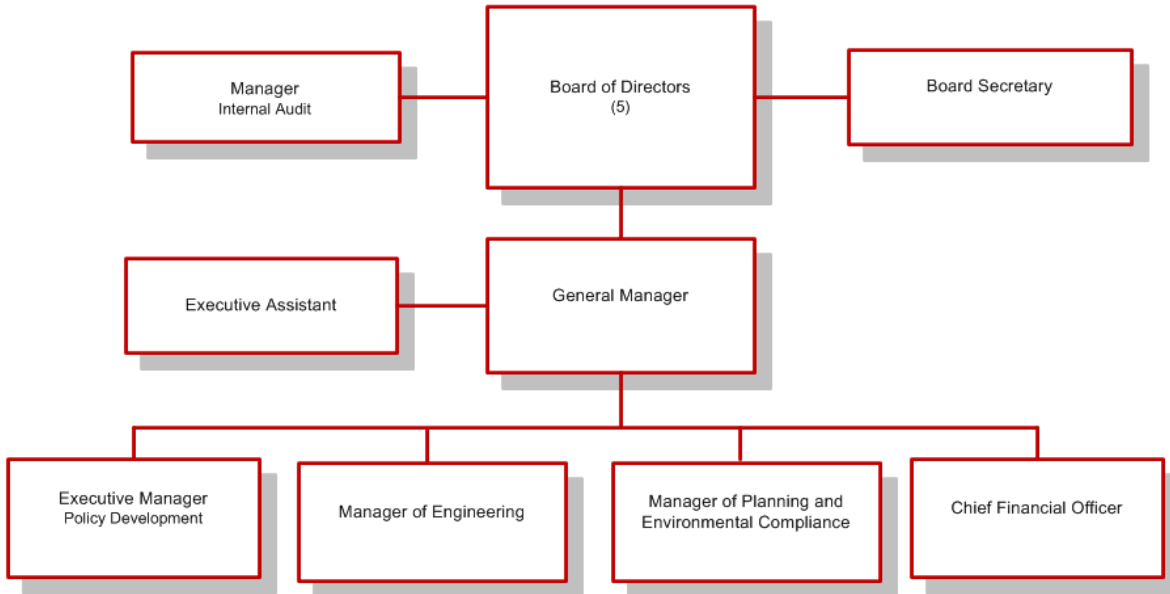 Manager
Internal Audit
Board of Directors
(5)
Board Secretary
Executive Assistant
General Manager
Executive Manager
Policy Development
Manager of Engineering
Manager of Planning and
Environmental Compliance
Chief Financial Officer